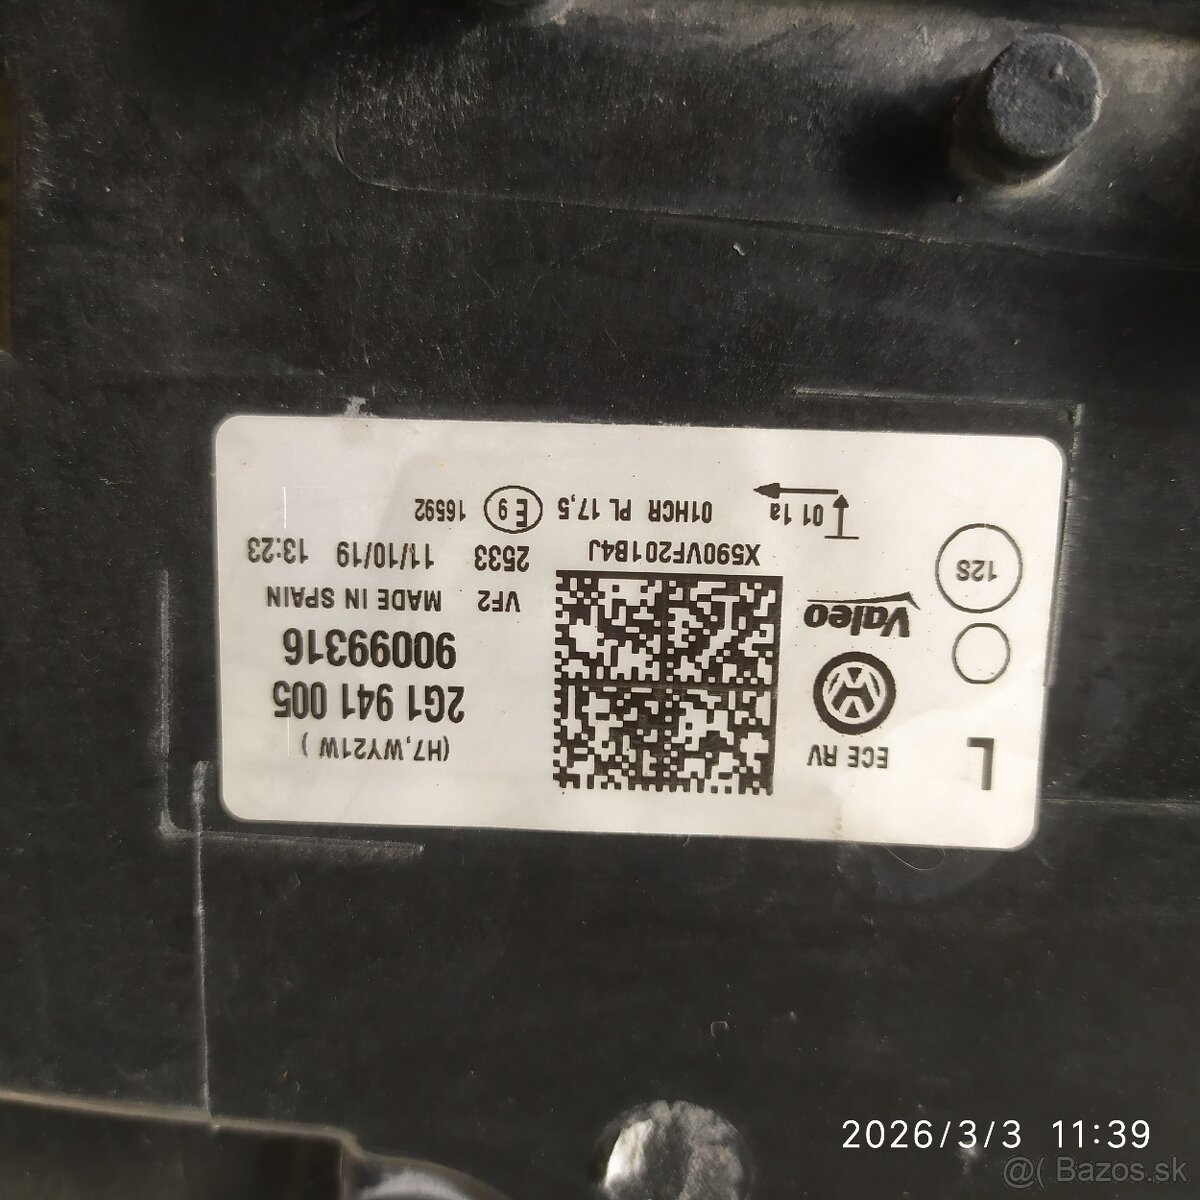 L
ECE RV
(H7,WY21W )
2G1 941 005
90099316
Valeo
VF2 MADE IN SPAIN
12S
X590VF201B4J
2533 11/10/19 13:23
01 1a
01HCR PL 17,5
E9
16592
2026/3/3 11:39
@( Bazos.sk